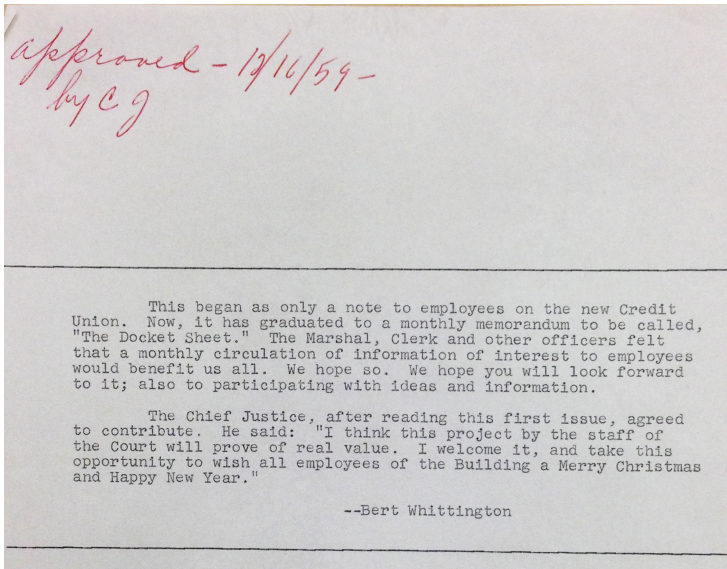 approved - 12/16/59 -
by C J
This began as only a note to employees on the new Credit
Union. Now, it has graduated to a monthly memorandum to be called,
"The Docket Sheet." The Marshal, Clerk and other officers felt
that a monthly circulation of information of interest to employees
would benefit us all. We hope so. We hope you will look forward
to it; also to participating with ideas and information.
The Chief Justice, after reading this first issue, agreed
to contribute. He said: "I think this project by the staff of
the Court will prove of real value. I welcome it, and take this
opportunity to wish all employees of the Building a Merry Christmas
and Happy New Year."
--Bert Whittington